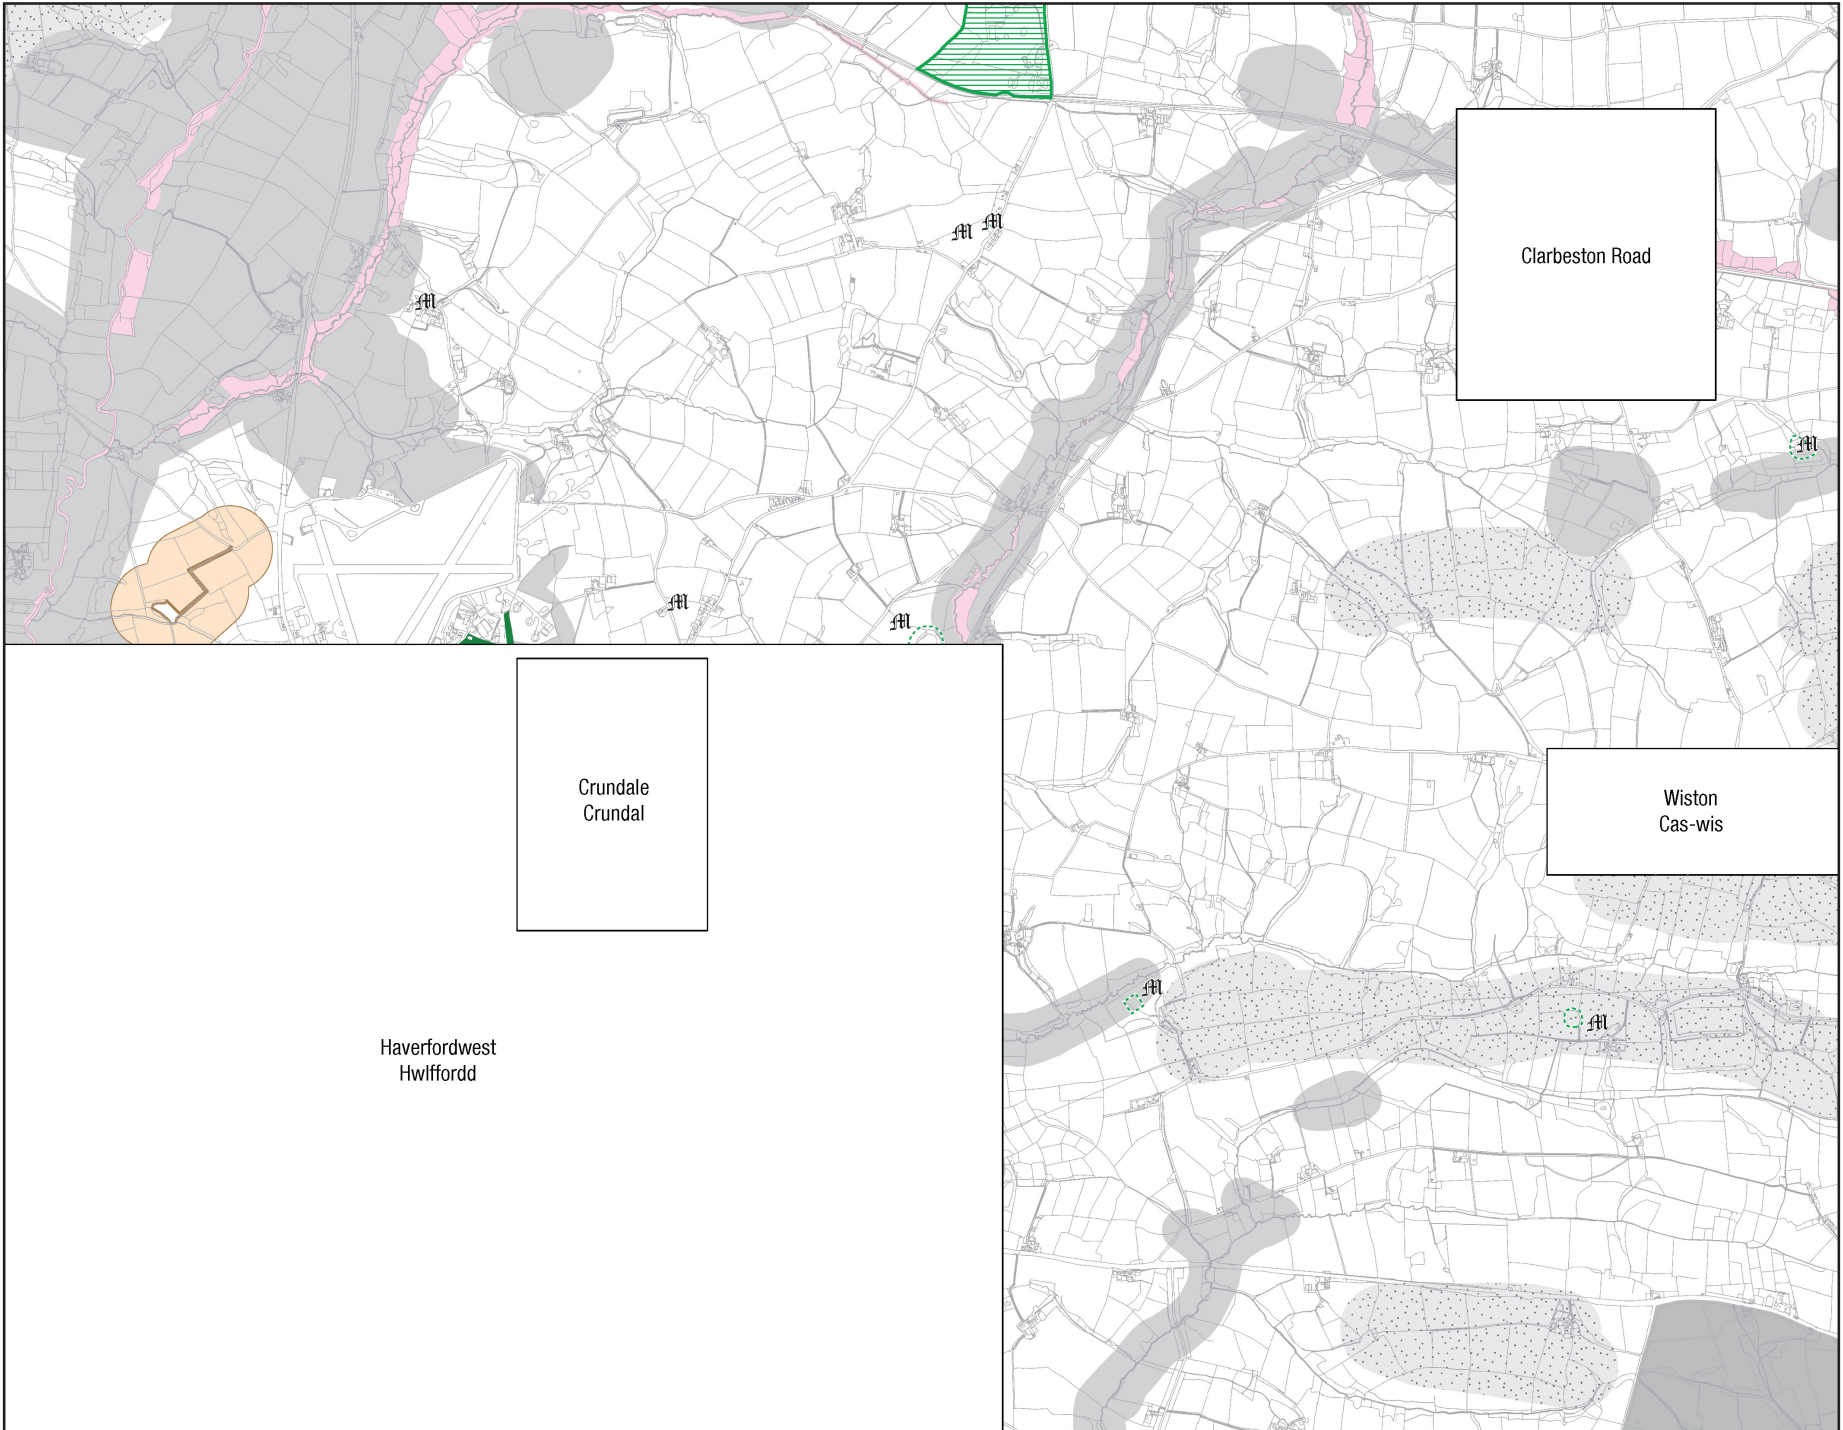 𝔐 𝔐
Clarbeston Road
𝔐
𝔐
𝔐
𝔐
Crundale
Crundal
Wiston
Cas-wis
𝔐
𝔐
Haverfordwest
Hwlffordd